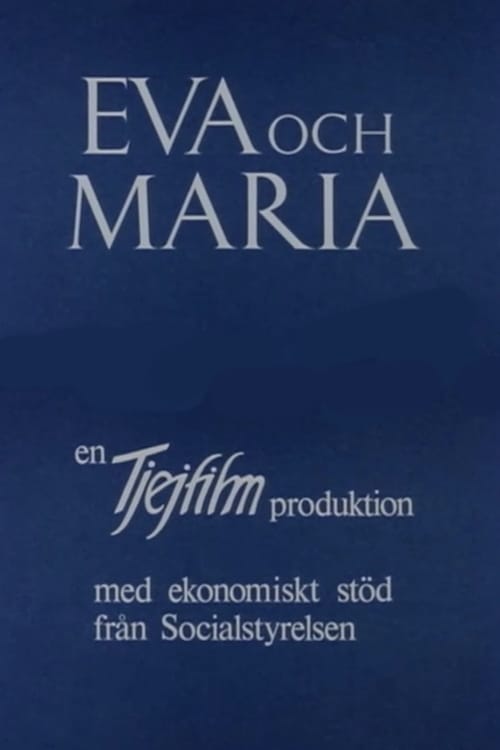 EVA OCH
MARIA
en Tjejfilm produktion
med ekonomiskt stöd
från Socialstyrelsen